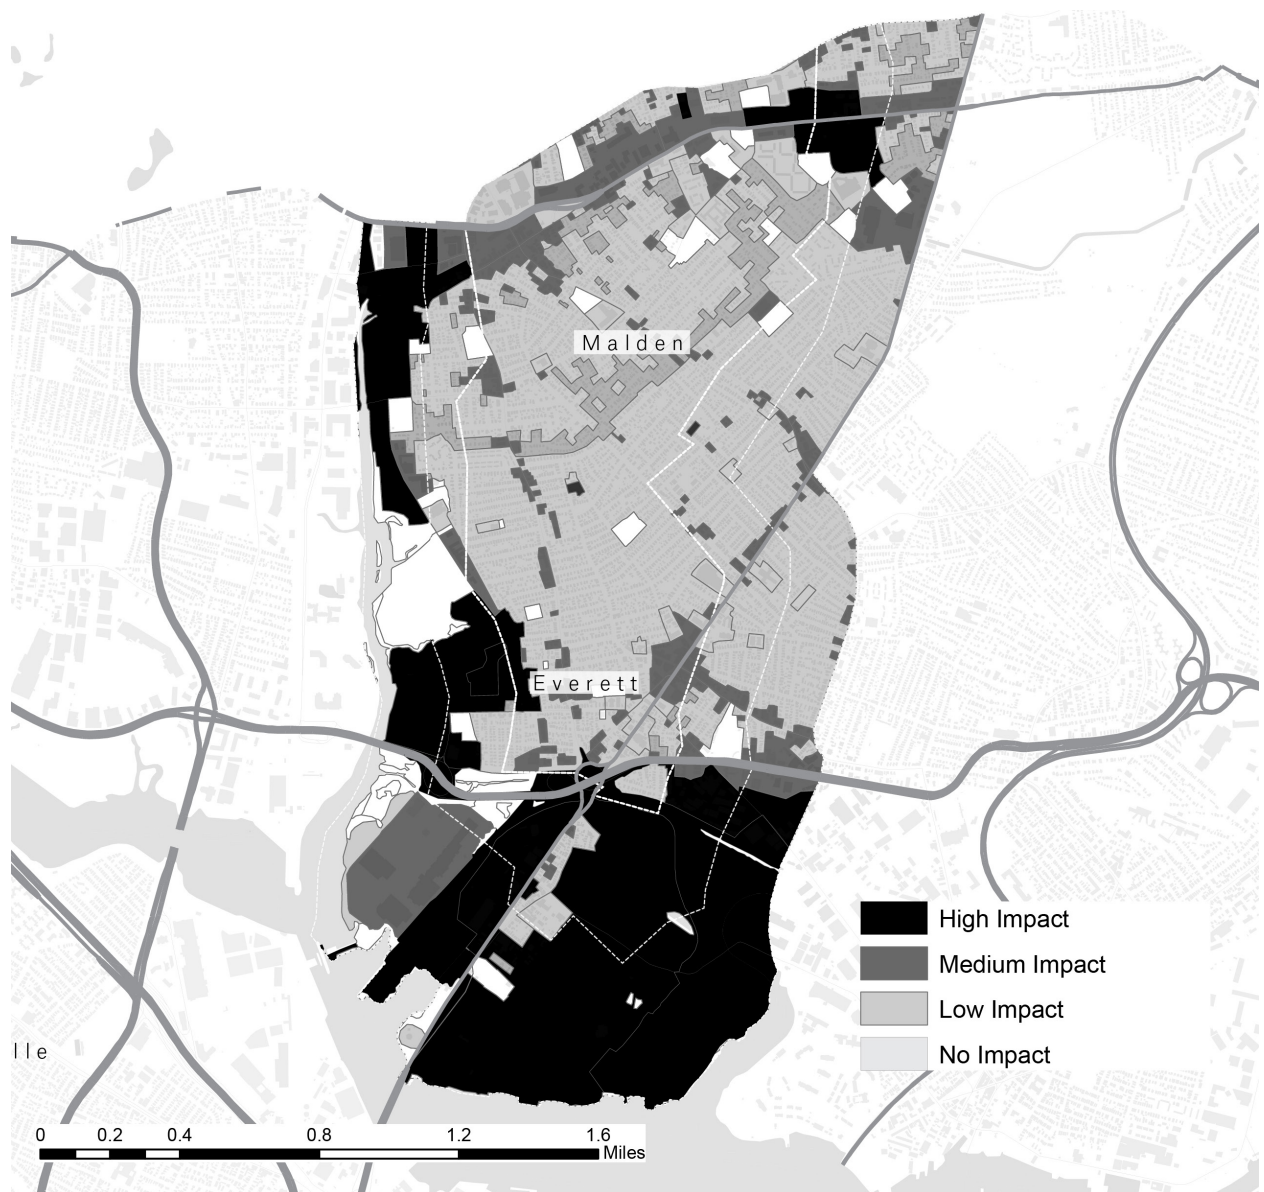 Malden
Everett
High Impact
Medium Impact
Low Impact
No Impact
lle
0 0.2 0.4 0.8 1.2 1.6
Miles